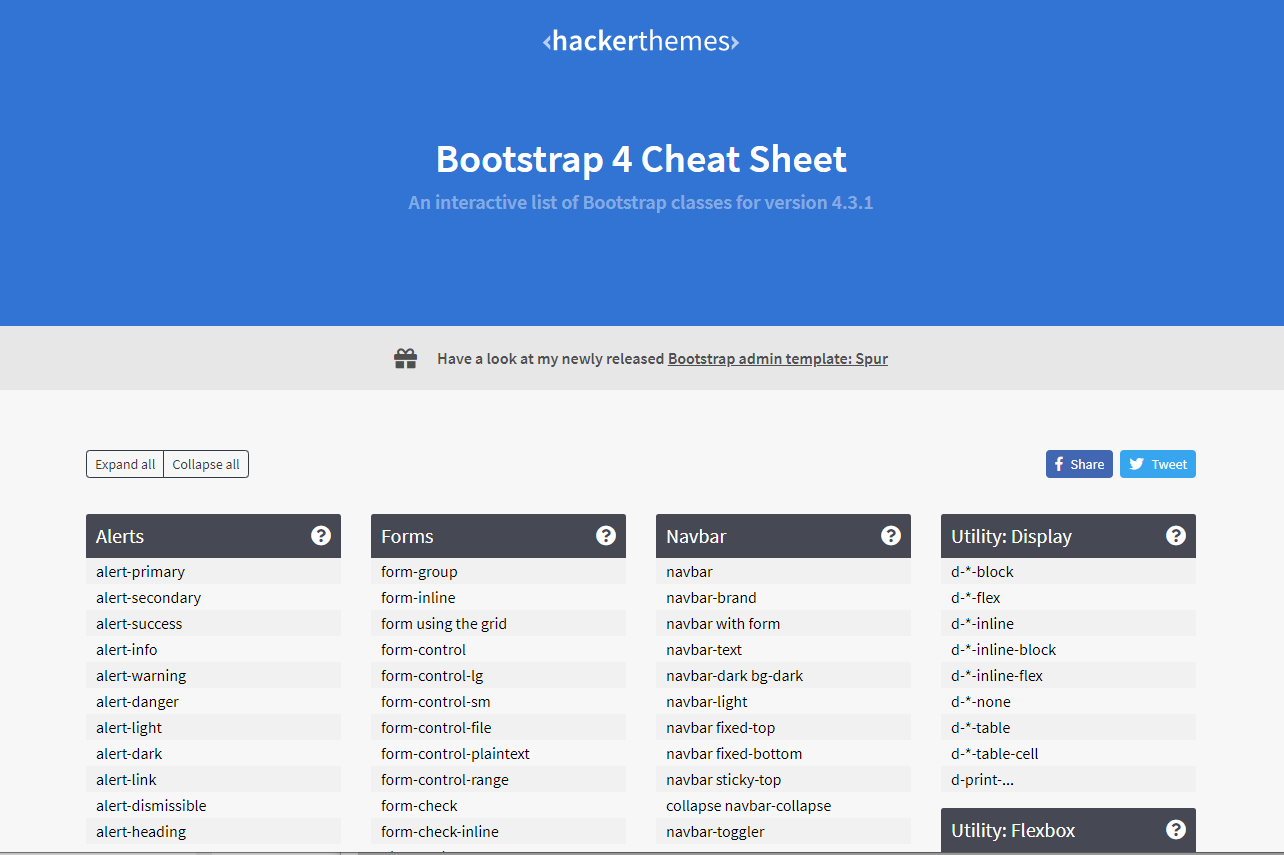 ‹hackerthemes›
Bootstrap 4 Cheat Sheet
An interactive list of Bootstrap classes for version 4.3.1
Have a look at my newly released Bootstrap admin template: Spur
Expand all Collapse all
Share Tweet
Alerts ?
alert-primary
alert-secondary
alert-success
alert-info
alert-warning
alert-danger
alert-light
alert-dark
alert-link
alert-dismissible
alert-heading
Forms ?
form-group
form-inline
form using the grid
form-control
form-control-lg
form-control-sm
form-control-file
form-control-plaintext
form-control-range
form-check
form-check-inline
Navbar ?
navbar
navbar-brand
navbar with form
navbar-text
navbar-dark bg-dark
navbar-light
navbar fixed-top
navbar fixed-bottom
navbar sticky-top
collapse navbar-collapse
navbar-toggler
Utility: Display ?
d-*-block
d-*-flex
d-*-inline
d-*-inline-block
d-*-inline-flex
d-*-none
d-*-table
d-*-table-cell
d-print-...
Utility: Flexbox ?